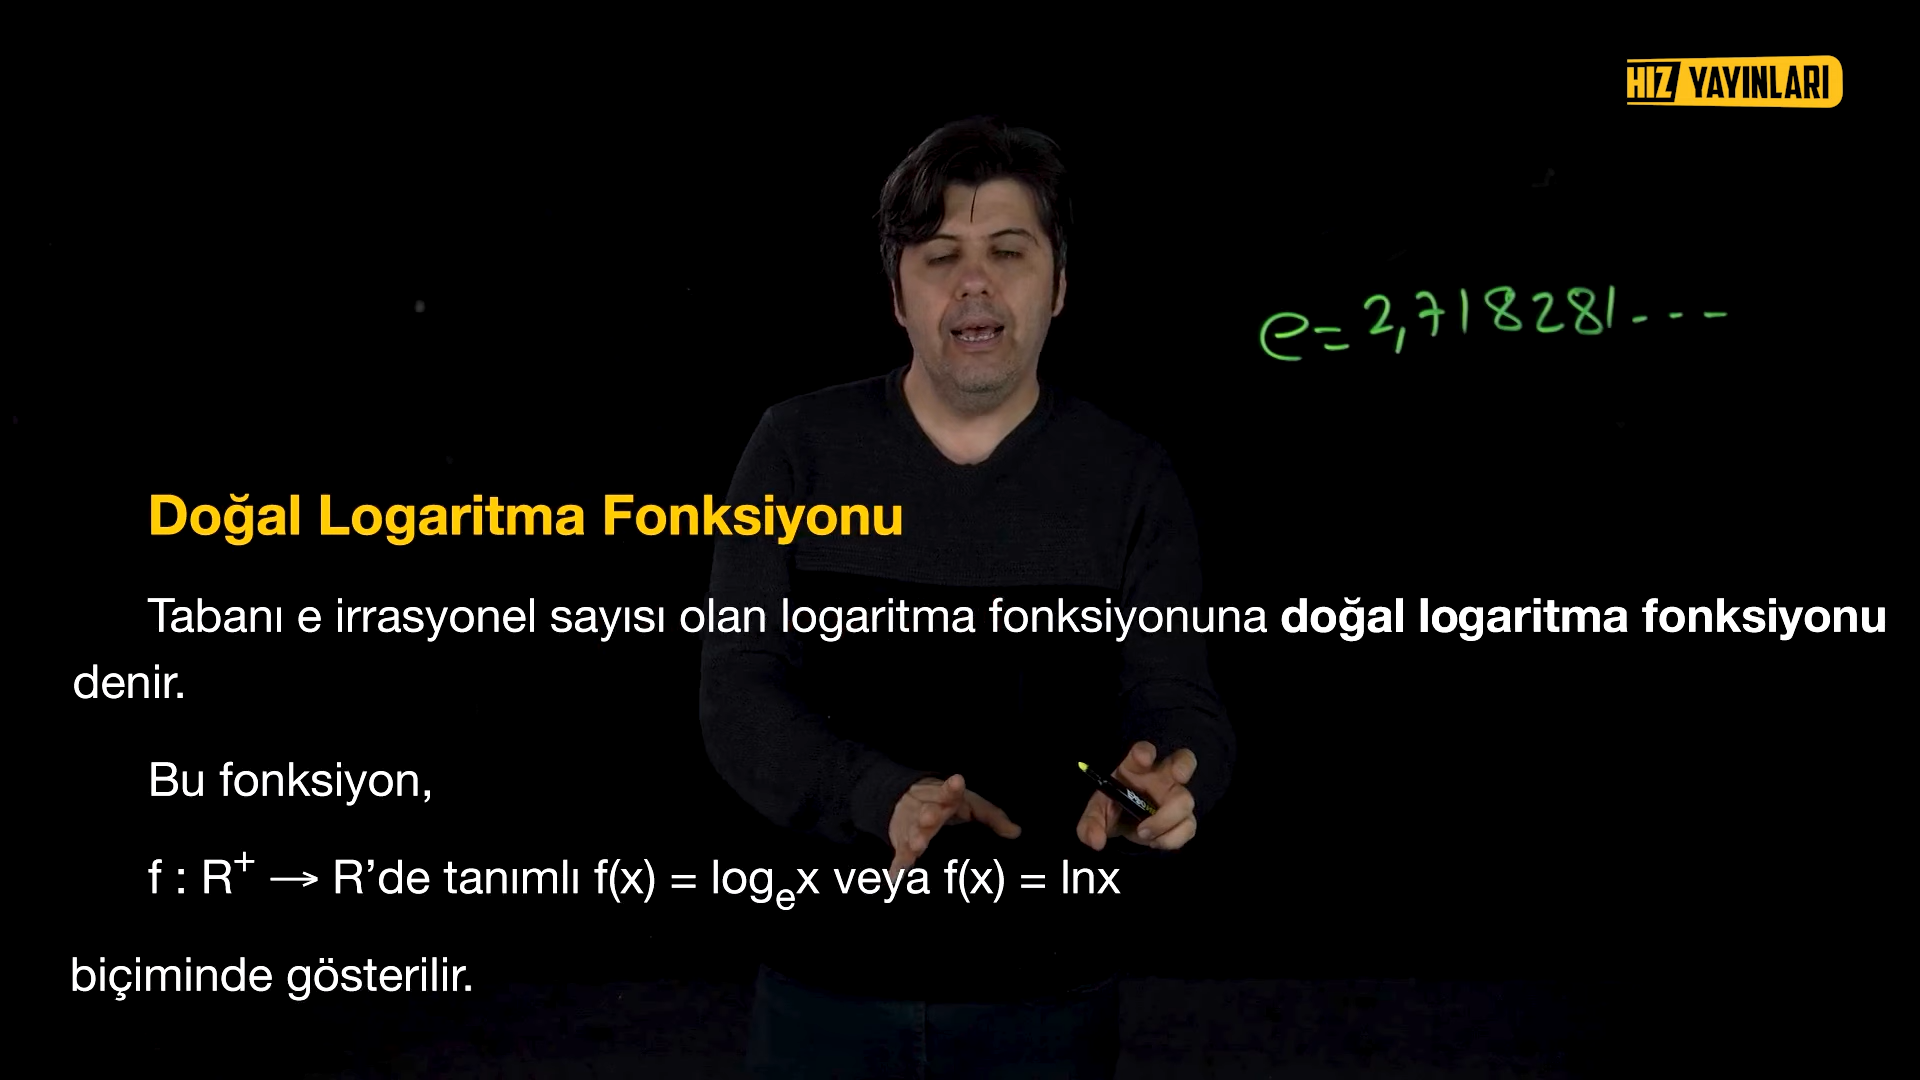 HIZ YAYINLARI
e = 2,718281...
Doğal Logaritma Fonksiyonu
Tabanı e irrasyonel sayısı olan logaritma fonksiyonuna doğal logaritma fonksiyonu
denir.
Bu fonksiyon,
f : R⁺ → R’de tanımlı f(x) = logₑx veya f(x) = lnx
biçiminde gösterilir.